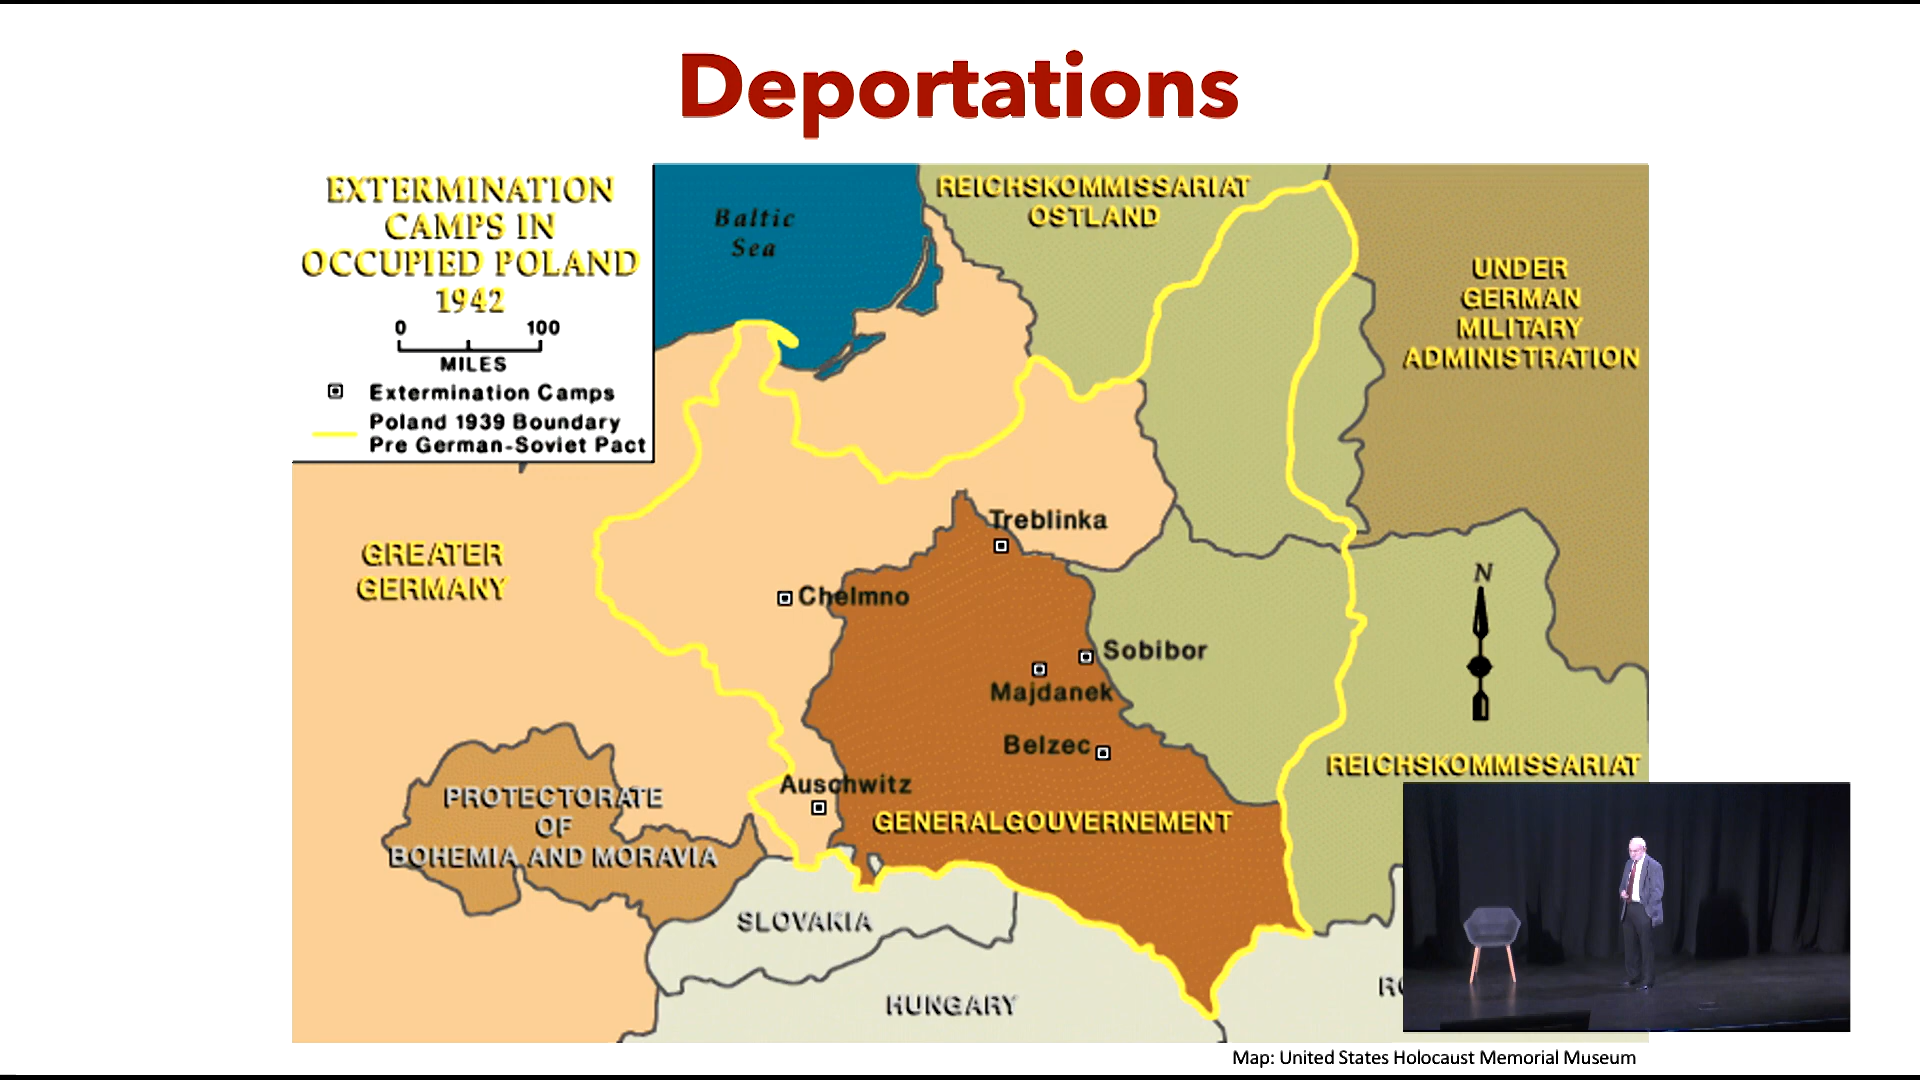 Deportations
EXTERMINATION
CAMPS IN
OCCUPIED POLAND
1942
0 100
MILES
Extermination Camps
Poland 1939 Boundary
Pre German-Soviet Pact
Baltic
Sea
REICHSKOMMISSARIAT
OSTLAND
UNDER
GERMAN
MILITARY
ADMINISTRATION
GREATER
GERMANY
Treblinka
Chelmno
N
Sobibor
Majdanek
Belzec
Auschwitz
REICHSKOMMISSARIAT
GENERALGOUVERNEMENT
PROTECTORATE
OF
BOHEMIA AND MORAVIA
SLOVAKIA
HUNGARY
Map: United States Holocaust Memorial Museum